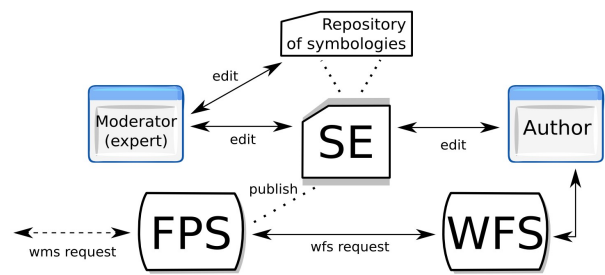 Repository
of symbologies
edit
Moderator
(expert)
edit
SE
edit
Author
publish
FPS
WFS
wms request
wfs request